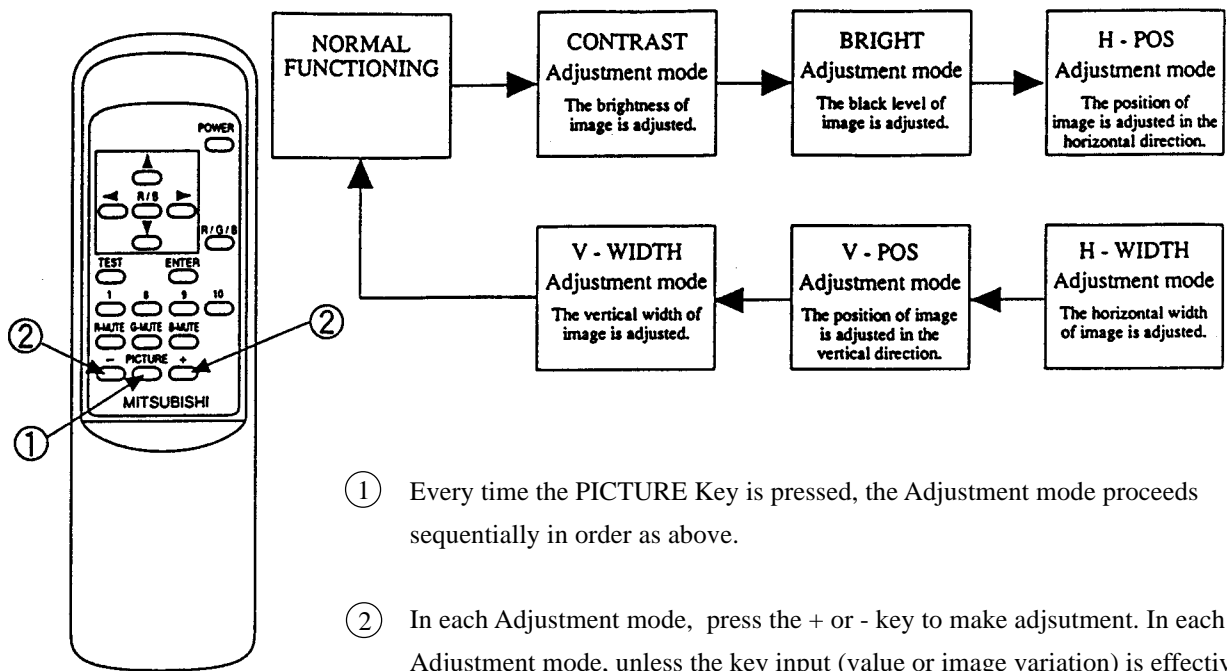 NORMAL
FUNCTIONING
CONTRAST
Adjustment mode
The brightness of
image is adjusted.
BRIGHT
Adjustment mode
The black level of
image is adjusted.
H - POS
Adjustment mode
The position of
image is adjusted in the
horizontal direction.
V - WIDTH
Adjustment mode
The vertical width of
image is adjusted.
V - POS
Adjustment mode
The position of image
is adjusted in the
vertical direction.
H - WIDTH
Adjustment mode
The horizontal width
of image is adjusted.
POWER
R/B
R/G/B
TEST ENTER
1 8 9 10
R-MUTE G-MUTE B-MUTE
- PICTURE +
MITSUBISHI
②
②
①
① Every time the PICTURE Key is pressed, the Adjustment mode proceeds
sequentially in order as above.
② In each Adjustment mode, press the + or - key to make adjsutment. In each
Adjustment mode, unless the key input (value or image variation) is effectiv